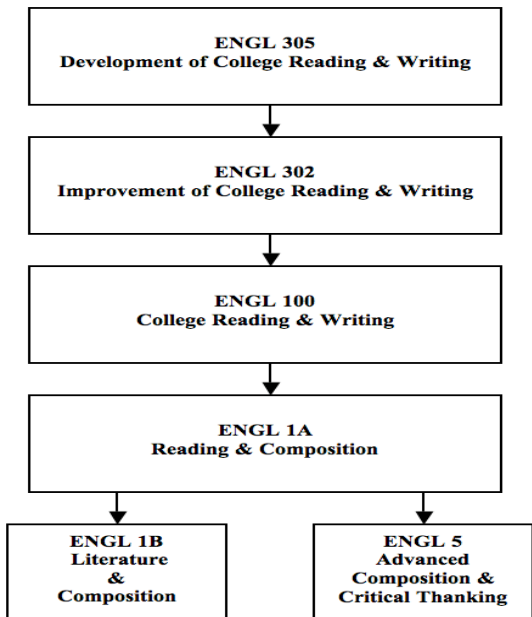 ENGL 305
Development of College Reading & Writing
ENGL 302
Improvement of College Reading & Writing
ENGL 100
College Reading & Writing
ENGL 1A
Reading & Composition
ENGL 1B
Literature
&
Composition
ENGL 5
Advanced
Composition &
Critical Thanking